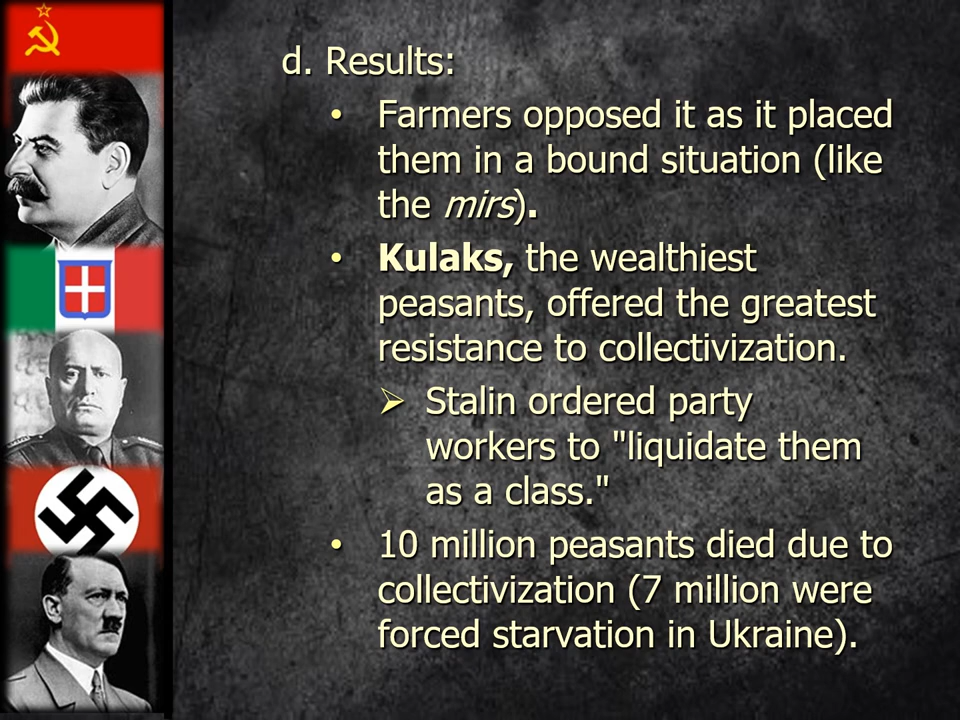 d. Results:
• Farmers opposed it as it placed
them in a bound situation (like
the mirs).
• Kulaks, the wealthiest
peasants, offered the greatest
resistance to collectivization.
➢ Stalin ordered party
workers to "liquidate them
as a class."
• 10 million peasants died due to
collectivization (7 million were
forced starvation in Ukraine).